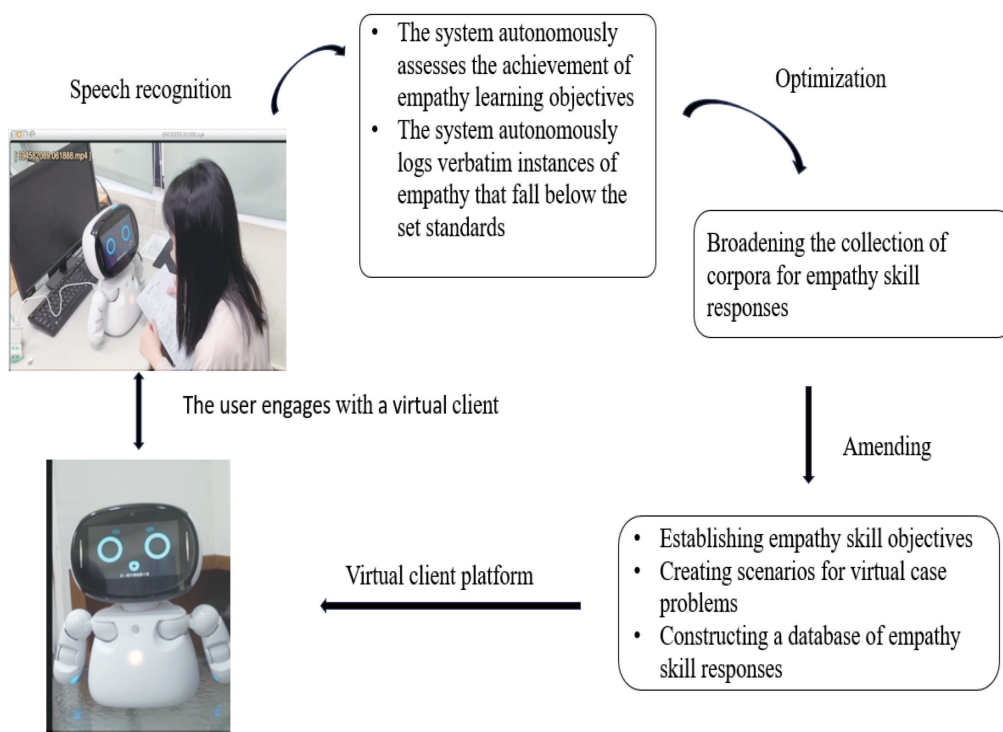 Speech recognition
• The system autonomously
assesses the achievement of
empathy learning objectives
• The system autonomously
logs verbatim instances of
empathy that fall below the
set standards
Optimization
[694582089.061888.mp4]
Broadening the collection of
corpora for empathy skill
responses
The user engages with a virtual client
Amending
• Establishing empathy skill objectives
• Creating scenarios for virtual case
problems
• Constructing a database of empathy
skill responses
Virtual client platform